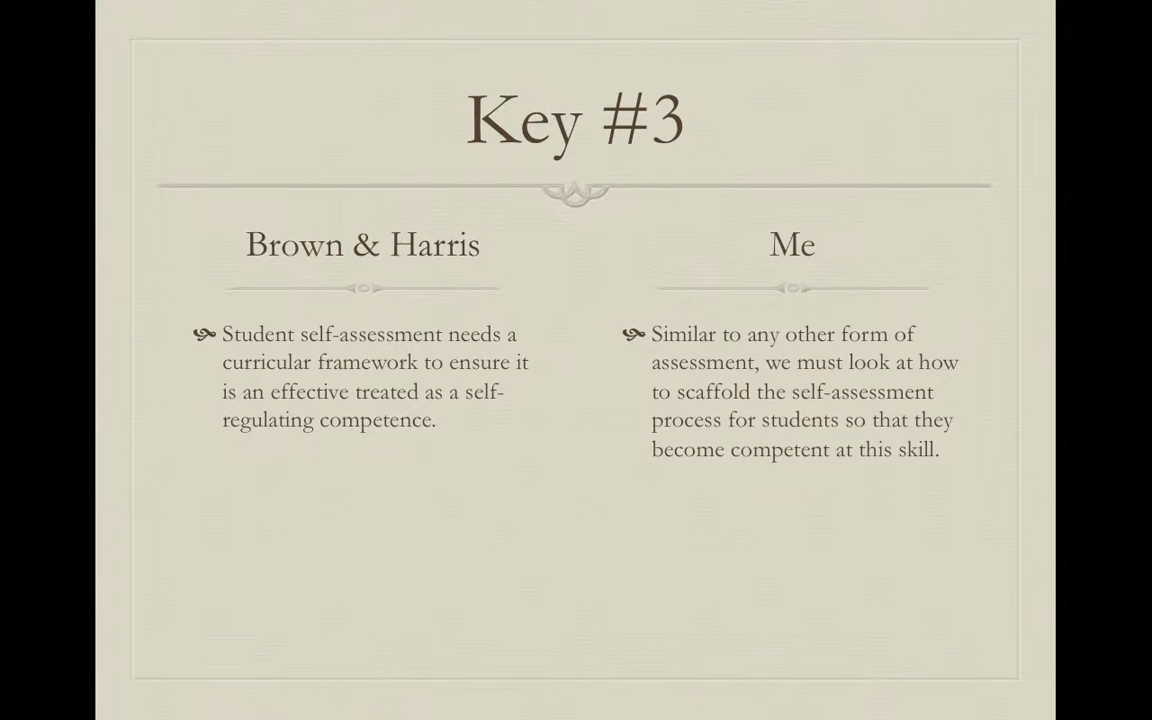 Key #3
Brown & Harris
Student self-assessment needs a
curricular framework to ensure it
is an effective treated as a self-
regulating competence.
Me
Similar to any other form of
assessment, we must look at how
to scaffold the self-assessment
process for students so that they
become competent at this skill.